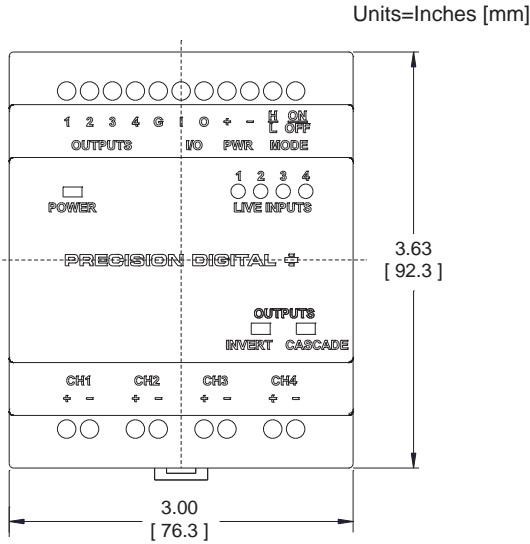 Units=Inches [mm]
1 2 3 4 G I O + - H/L ON/OFF
OUTPUTS I/O PWR MODE
1 2 3 4
POWER LIVE INPUTS
PRECISION DIGITAL
3.63
[ 92.3 ]
OUTPUTS
INVERT CASCADE
CH1 CH2 CH3 CH4
+ - + - + - + -
3.00
[ 76.3 ]